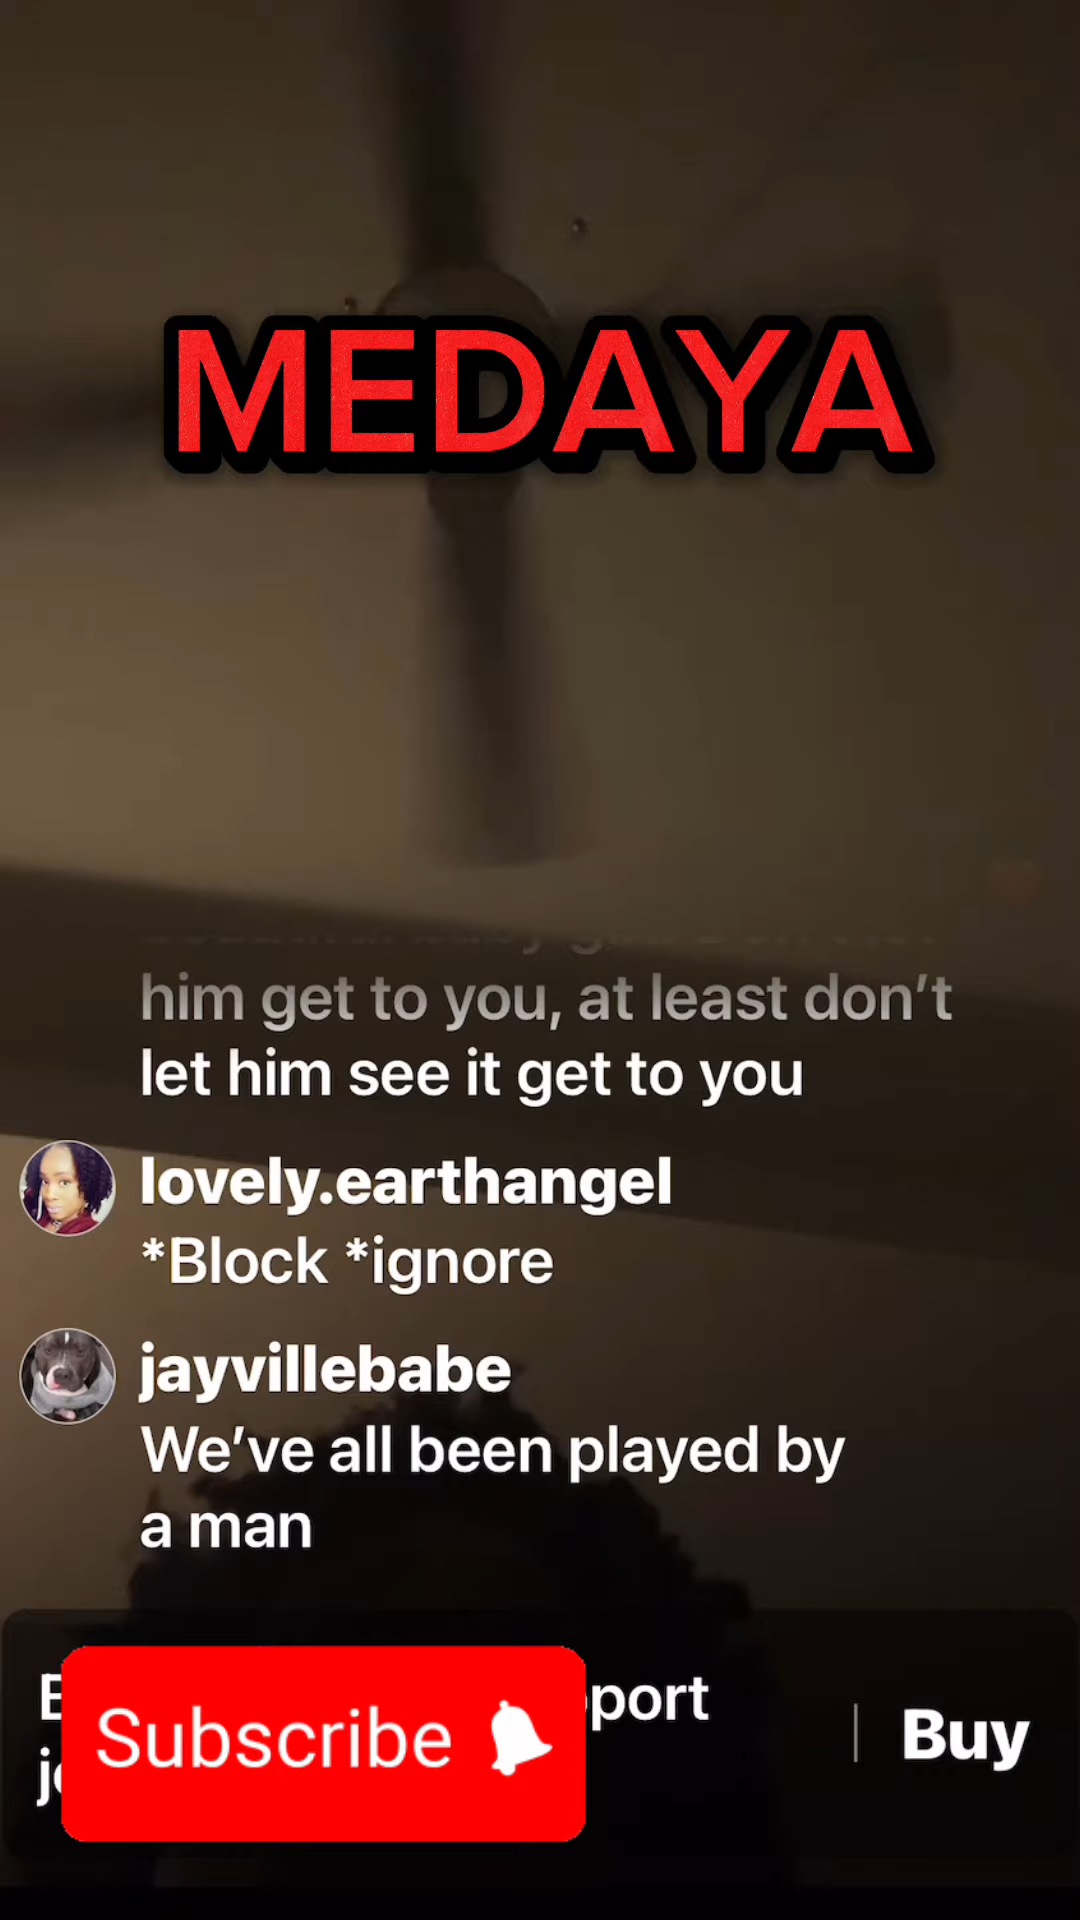 MEDAYA
him get to you, at least don't
let him see it get to you
lovely.earthangel
*Block *ignore
jayvillebabe
We've all been played by
a man
Subscribe
Buy